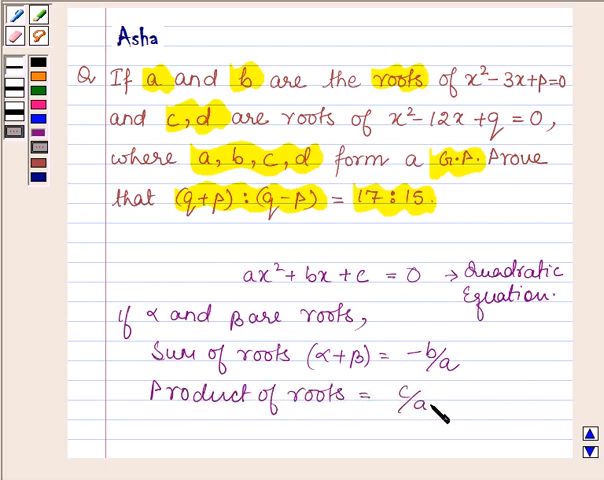 Asha
Q If a and b are the roots of x² - 3x + p = 0
and c, d are roots of x² - 12x + q = 0,
where a, b, c, d form a G.P. Prove
that (q+p) : (q-p) = 17 : 15.
ax² + bx + c = 0 → Quadratic
Equation.
If α and β are roots,
Sum of roots (α+β) = -b/a
Product of roots = c/a